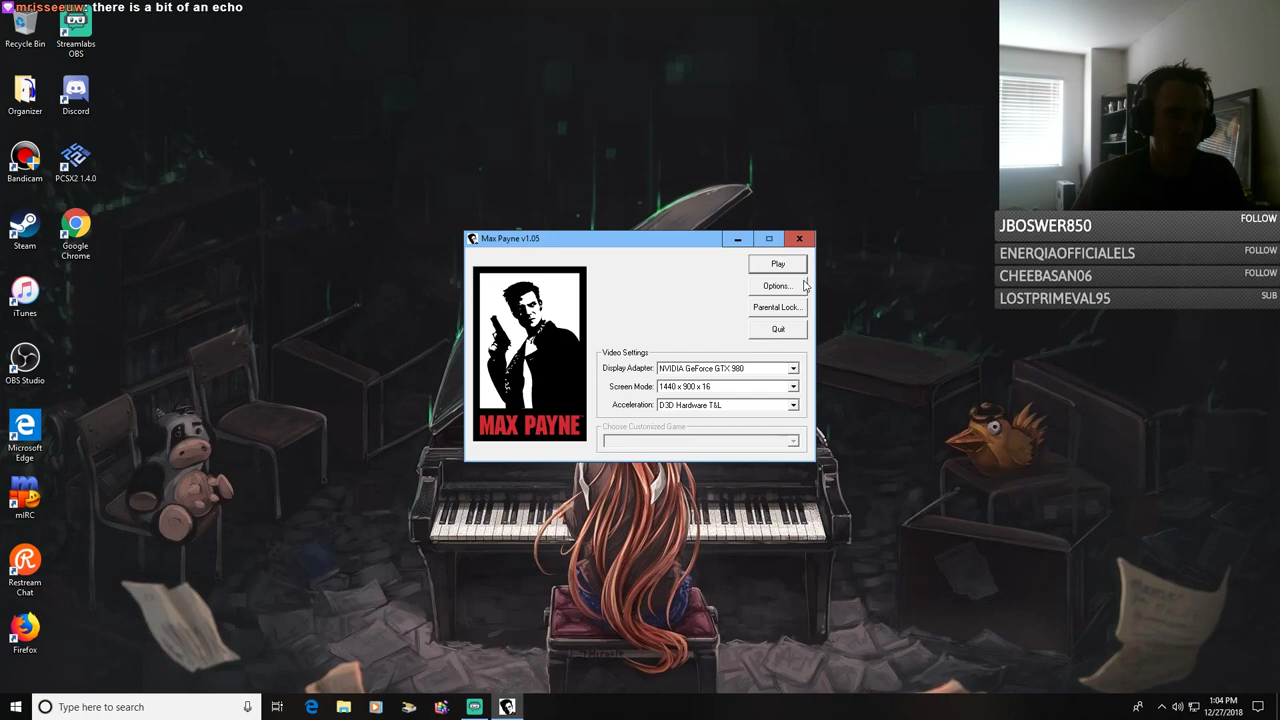 mrisseeuw: there is a bit of an echo
Recycle Bin
Streamlabs
OBS
Organizer
Discord
Bandicam
PCSX2 1.4.0
Steam
Google
Chrome
iTunes
OBS Studio
Microsoft
Edge
mIRC
Restream
Chat
Firefox
Max Payne v1.05
Play
Options...
Parental Lock...
Quit
MAX PAYNE
Video Settings
Display Adapter: NVIDIA GeForce GTX 980
Screen Mode: 1440 x 900 x 16
Acceleration: D3D Hardware T&L
Choose Customized Game
JBOSWER850 FOLLOW
ENERQIAOFFICIALELS FOLLOW
CHEEBASAN06 FOLLOW
LOSTPRIMEVAL95 SUB
Type here to search
1:04 PM
12/27/2018